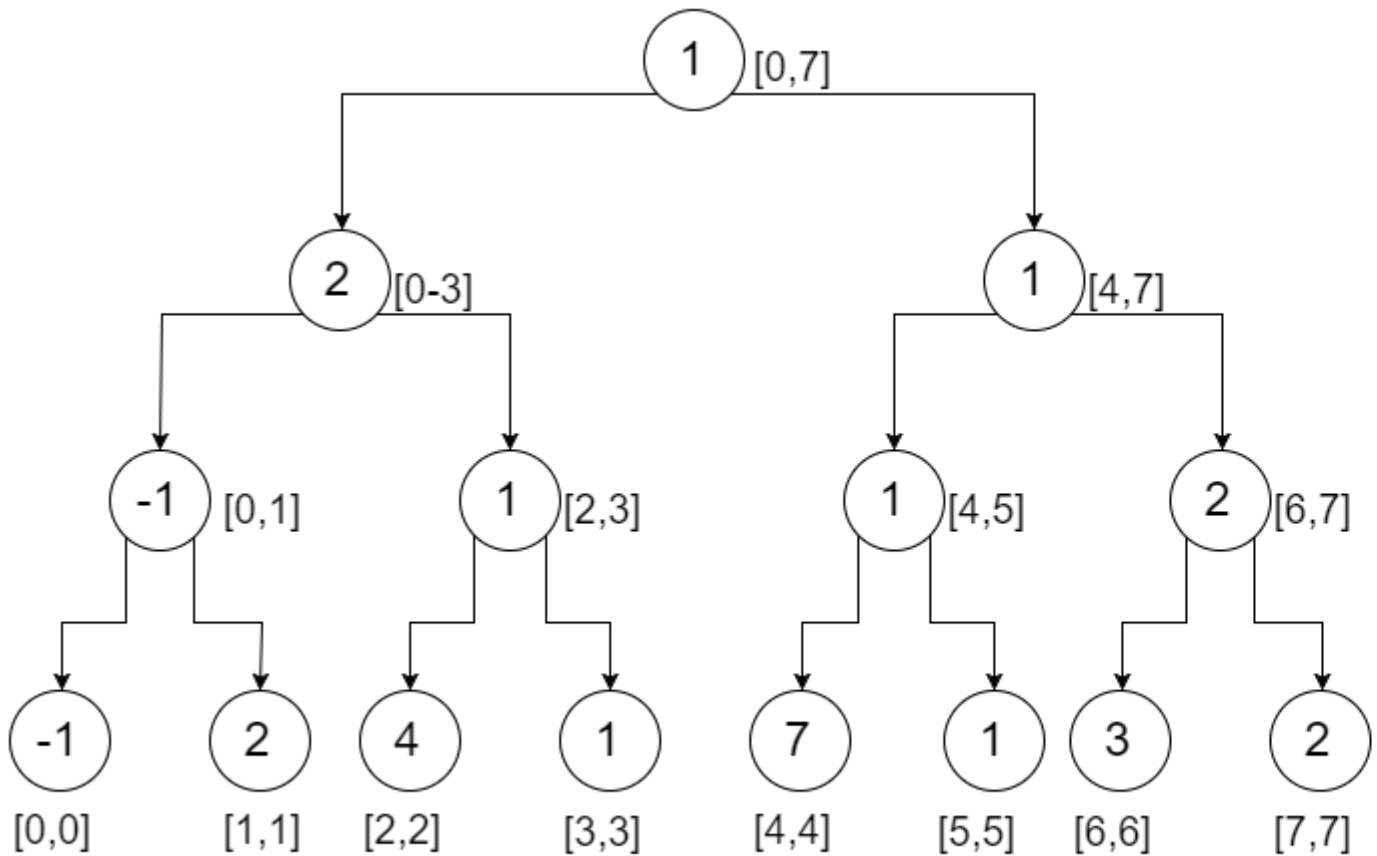 1 [0,7]
2 [0-3] 1 [4,7]
-1 [0,1] 1 [2,3] 1 [4,5] 2 [6,7]
-1 2 4 1 7 1 3 2
[0,0] [1,1] [2,2] [3,3] [4,4] [5,5] [6,6] [7,7]